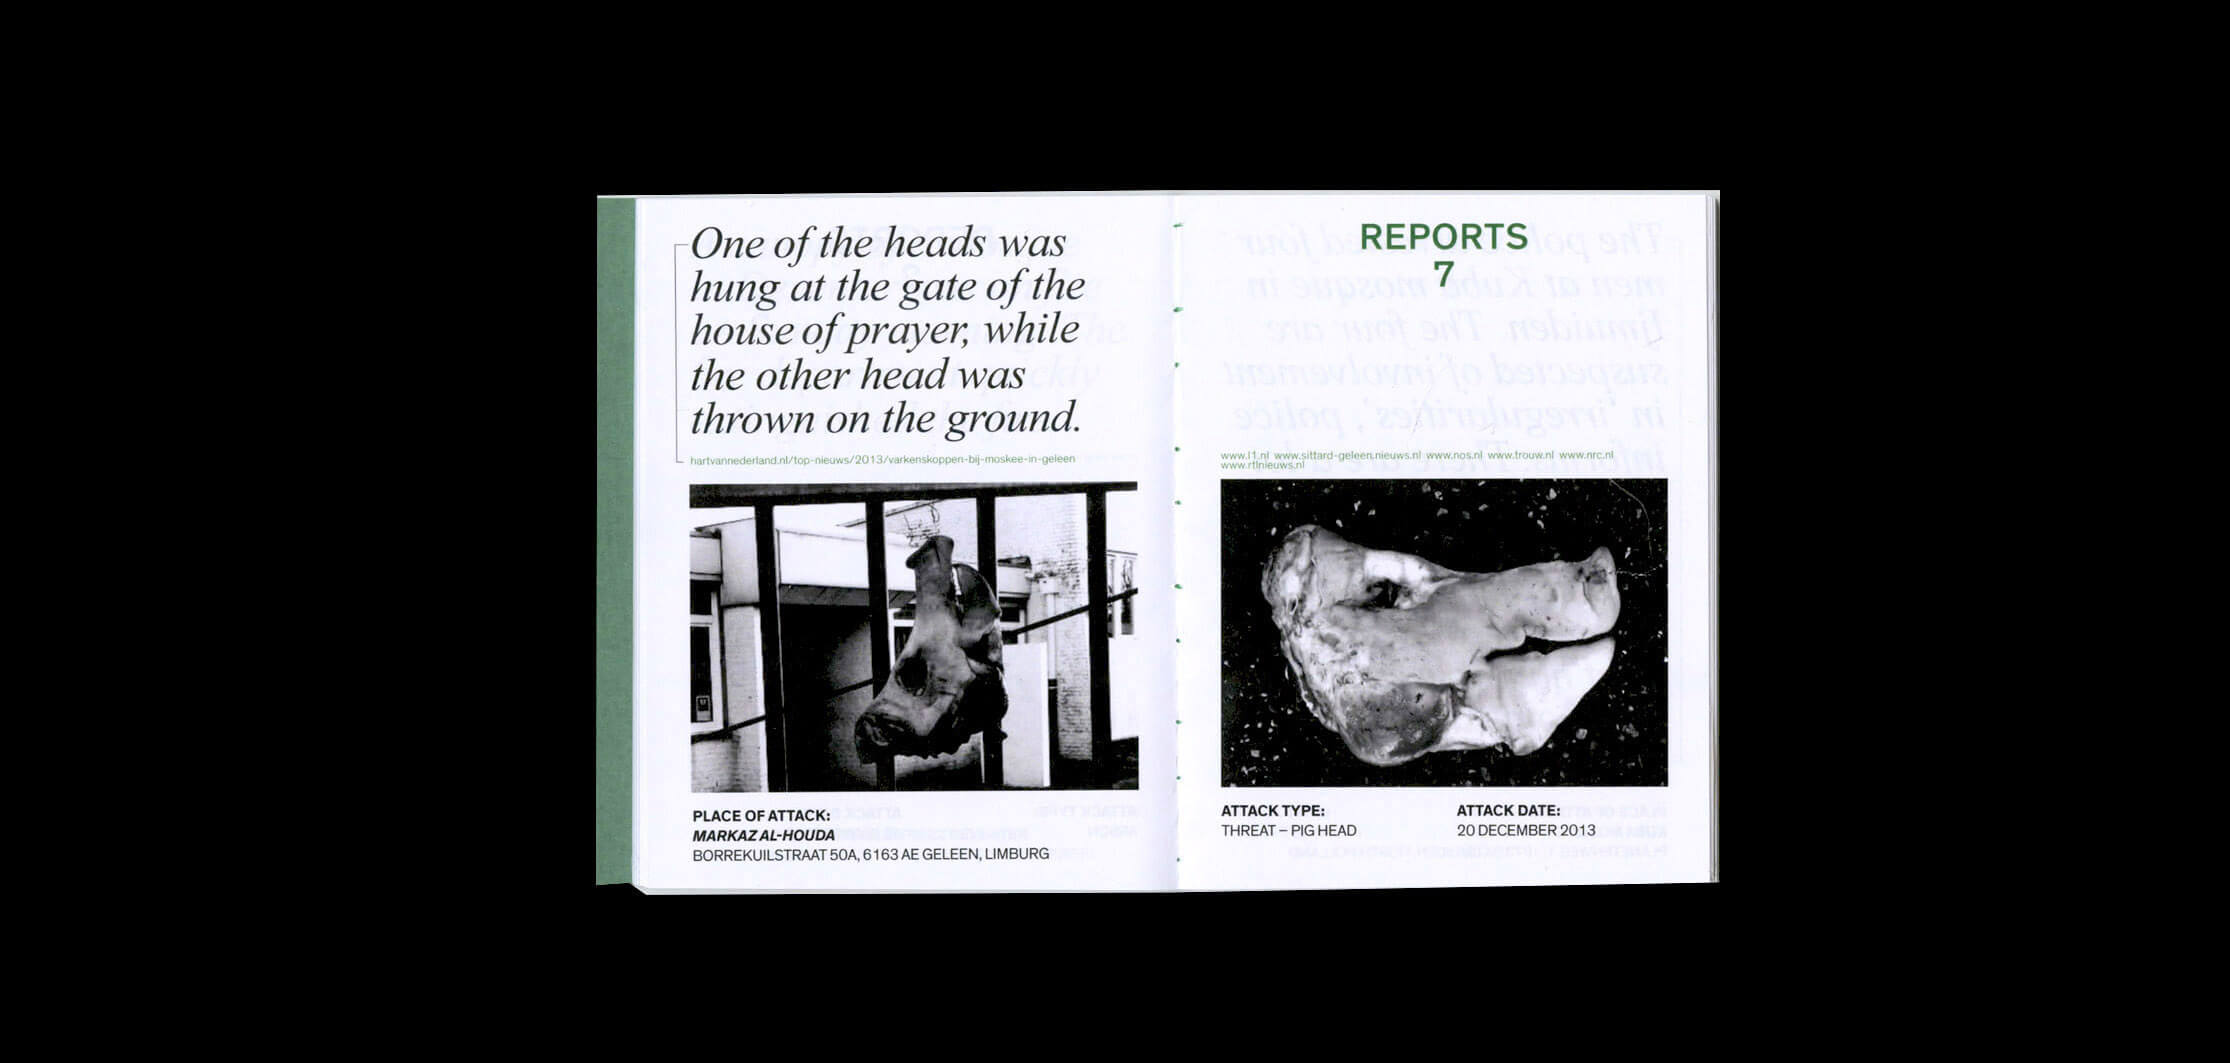 One of the heads was
hung at the gate of the
house of prayer, while
the other head was
thrown on the ground.
hartvannederland.nl/top-nieuws/2013/varkenskoppen-bij-moskee-in-geleen
PLACE OF ATTACK:
MARKAZ AL-HOUDA
BORREKUILSTRAAT 50A, 6163 AE GELEEN, LIMBURG
REPORTS
7
www.l1.nl www.sittard-geleen.nieuws.nl www.nos.nl www.trouw.nl www.nrc.nl
www.rtlnieuws.nl
ATTACK TYPE:
THREAT – PIG HEAD
ATTACK DATE:
20 DECEMBER 2013